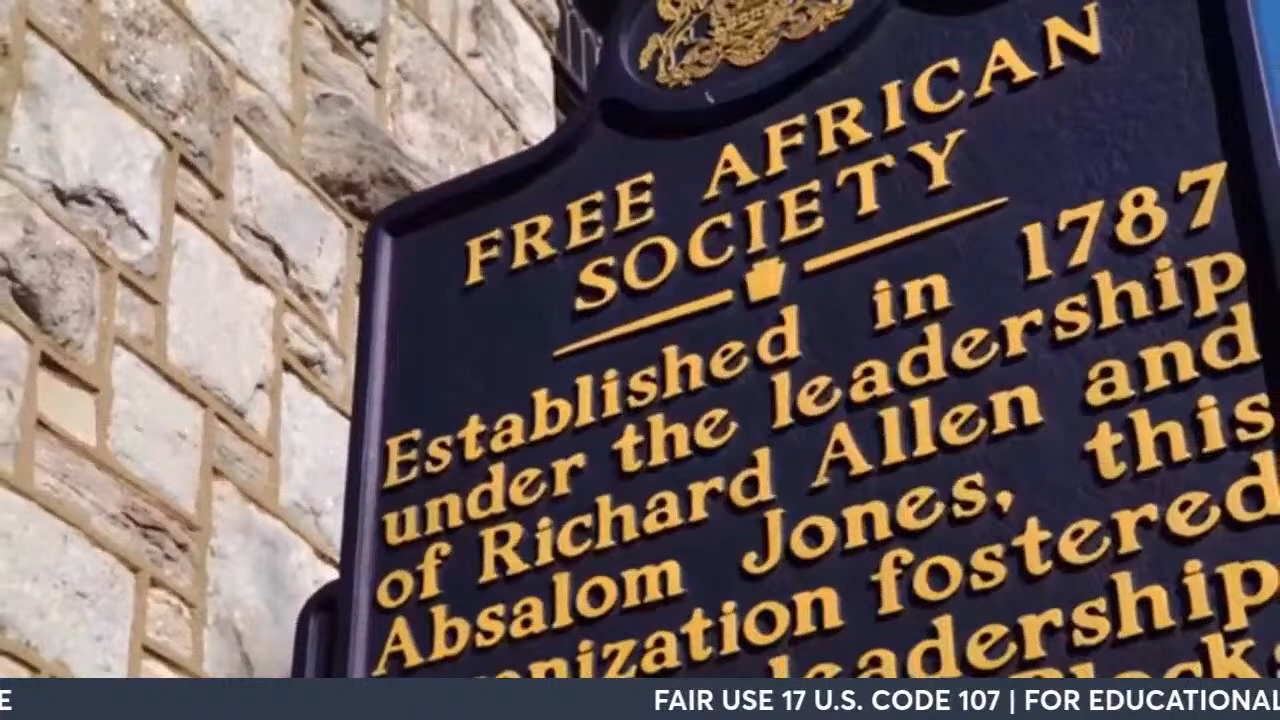 FREE AFRICAN
SOCIETY
Established in 1787
under the leadership
of Richard Allen and
Absalom Jones, this
fostered
leadership
E
FAIR USE 17 U.S. CODE 107 | FOR EDUCATIONAL